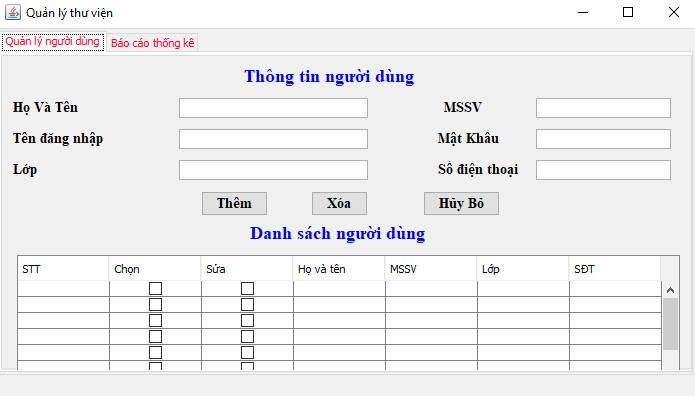 Quản lý thư viện
Quản lý người dùng Báo cáo thống kê
Thông tin người dùng
Họ Và Tên MSSV
Tên đăng nhập Mật Khẩu
Lớp Số điện thoại
Thêm Xóa Hủy Bỏ
Danh sách người dùng
STT Chọn Sửa Họ và tên MSSV Lớp SĐT